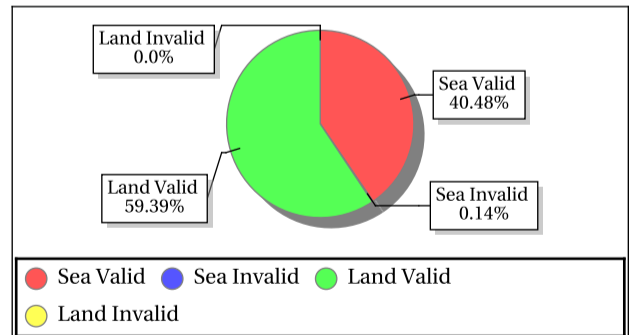 Land Invalid
0.0%
Sea Valid
40.48%
Land Valid
59.39%
Sea Invalid
0.14%
Sea Valid Sea Invalid Land Valid
Land Invalid